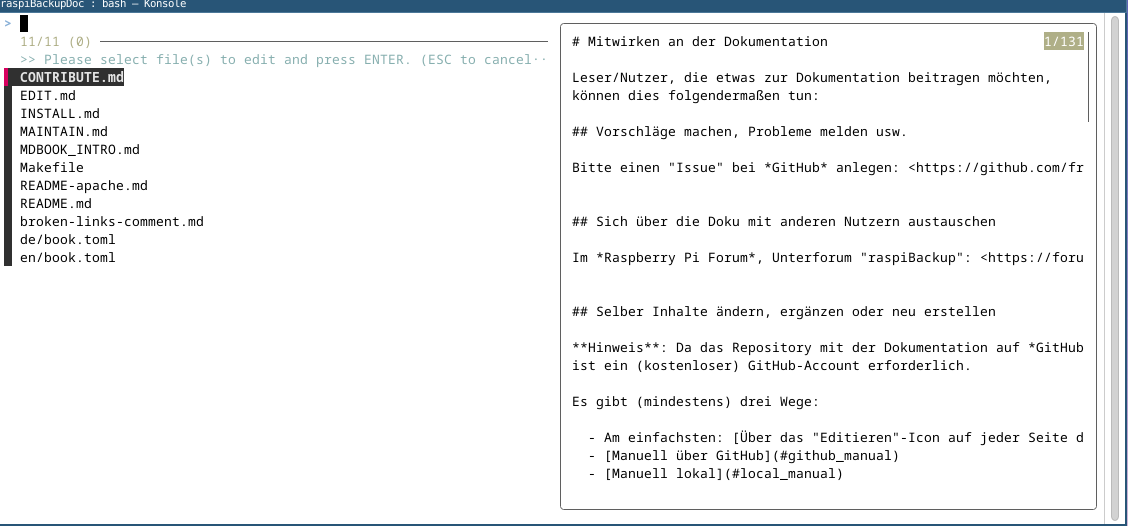 raspiBackupDoc : bash — Konsole
>
11/11 (0)
>> Please select file(s) to edit and press ENTER. (ESC to cancel··
CONTRIBUTE.md
EDIT.md
INSTALL.md
MAINTAIN.md
MDBOOK_INTRO.md
Makefile
README-apache.md
README.md
broken-links-comment.md
de/book.toml
en/book.toml
# Mitwirken an der Dokumentation
1/131
Leser/Nutzer, die etwas zur Dokumentation beitragen möchten,
können dies folgendermaßen tun:
## Vorschläge machen, Probleme melden usw.
Bitte einen "Issue" bei *GitHub* anlegen: <https://github.com/fr
## Sich über die Doku mit anderen Nutzern austauschen
Im *Raspberry Pi Forum*, Unterforum "raspiBackup": <https://foru
## Selber Inhalte ändern, ergänzen oder neu erstellen
**Hinweis**: Da das Repository mit der Dokumentation auf *GitHub
ist ein (kostenloser) GitHub-Account erforderlich.
Es gibt (mindestens) drei Wege:
- Am einfachsten: [Über das "Editieren"-Icon auf jeder Seite d
- [Manuell über GitHub](#github_manual)
- [Manuell lokal](#local_manual)